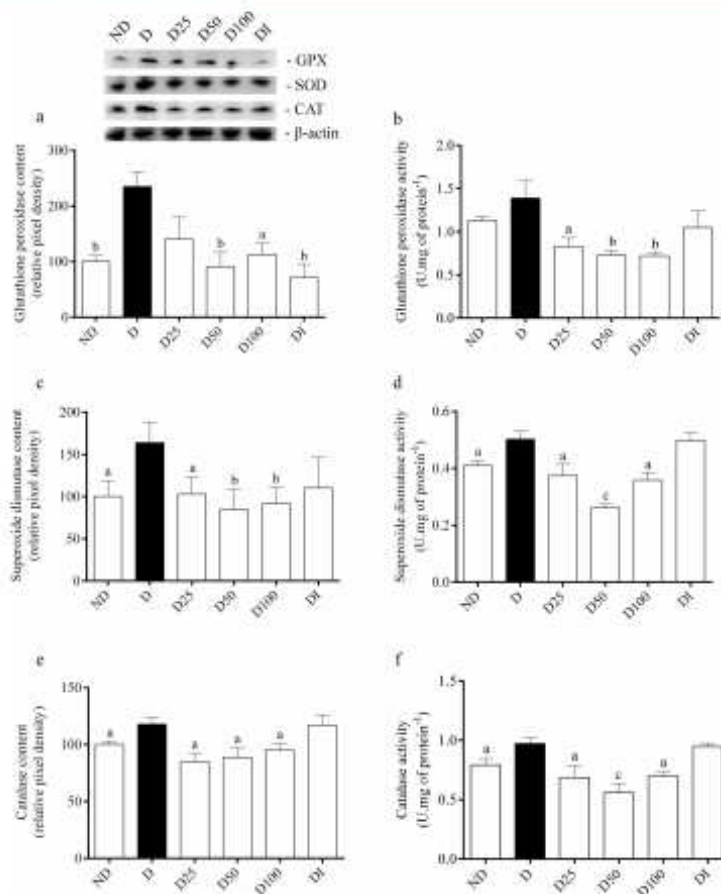 ND D D25 D50 D100 DI
- GPX
- SOD
- CAT
- β-actin
a
Glutathione peroxidase content
(relative pixel density)
300
200
100
0
b
b
a
b
ND D D25 D50 D100 DI
b
Glutathione peroxidase activity
(U.mg of protein⁻¹)
2.0
1.5
1.0
0.5
0.0
a
b
b
ND D D25 D50 D100 DI
c
Superoxide dismutase content
(relative pixel density)
200
150
100
50
0
a
a
b
b
ND D D25 D50 D100 DI
d
Superoxide dismutase activity
(U.mg of protein⁻¹)
0.6
0.4
0.2
0.0
a
a
c
a
ND D D25 D50 D100 DI
e
Catalase content
(relative pixel density)
150
100
50
0
a
a
a
a
ND D D25 D50 D100 DI
f
Catalase activity
(U.mg of protein⁻¹)
1.5
1.0
0.5
0.0
a
a
c
a
ND D D25 D50 D100 DI